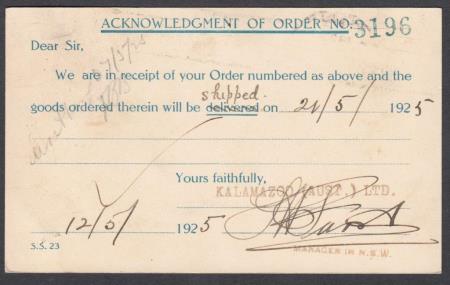 ACKNOWLEDGMENT OF ORDER NO. 3196
Dear Sir,
We are in receipt of your Order numbered as above and the
shipped.
goods ordered therein will be delivered on 21/5/ 1925
Yours faithfully,
KALAMAZOO (AUST.) LTD.
12/5/ 1925
MANAGER IN N.S.W.
S.S. 23